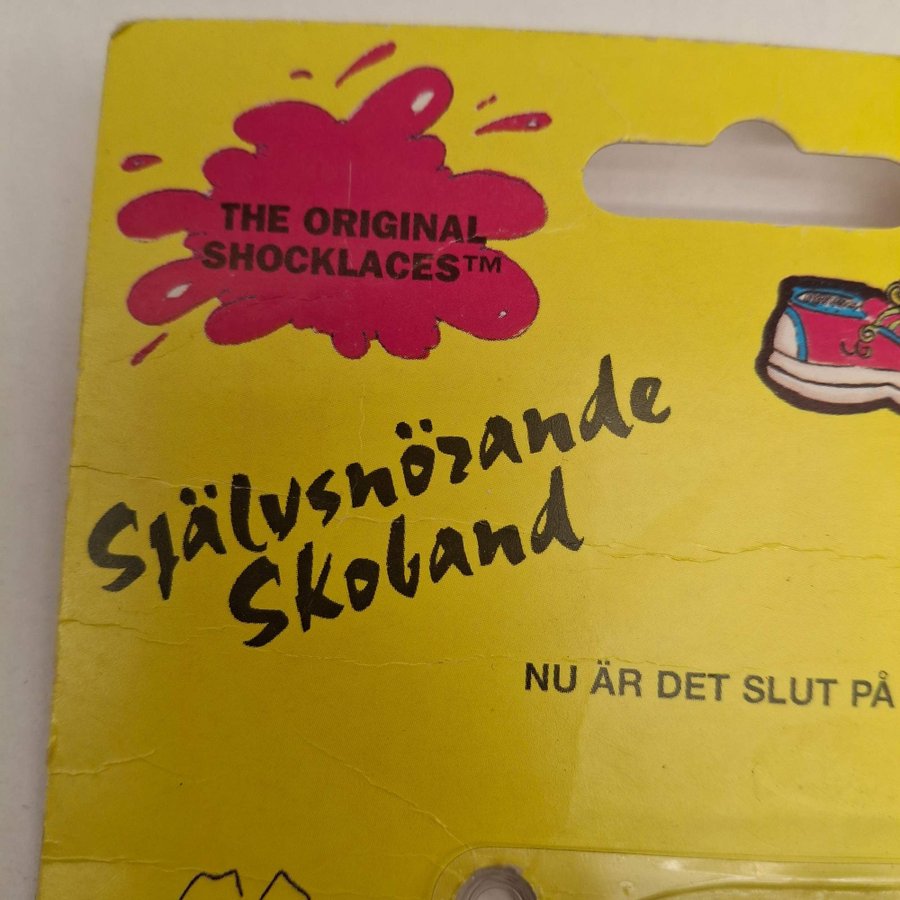 THE ORIGINAL
SHOCKLACES™
Självsnörande
Skoband
NU ÄR DET SLUT PÅ